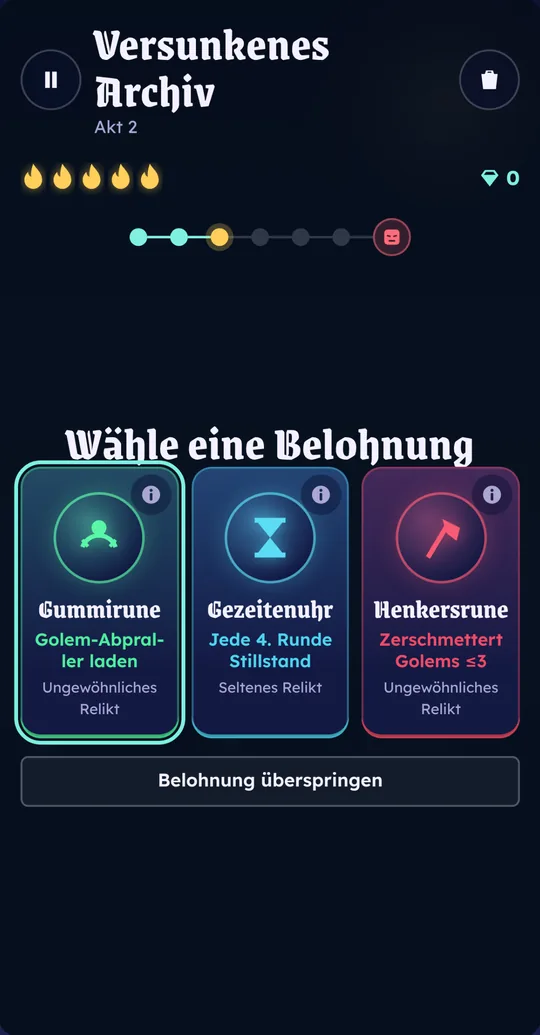 Versunkenes
Archiv
Akt 2
0
Wähle eine Belohnung
Gummirune
Golem-Abpral-
ler laden
Ungewöhnliches
Relikt
Gezeitenuhr
Jede 4. Runde
Stillstand
Seltenes Relikt
Henkersrune
Zerschmettert
Golems ≤3
Ungewöhnliches
Relikt
Belohnung überspringen